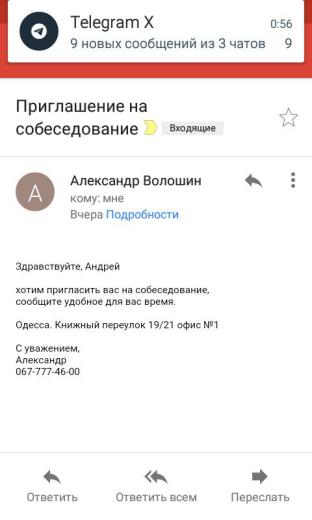 Telegram X
0:56
9 новых сообщений из 3 чатов
9
Приглашение на
собеседование
Входящие
А
Александр Волошин
кому: мне
Вчера Подробности
Здравствуйте, Андрей
хотим пригласить вас на собеседование,
сообщите удобное для вас время.
Одесса. Книжный переулок 19/21 офис №1
С уважением,
Александр
067-777-46-00
Ответить
Ответить всем
Переслать